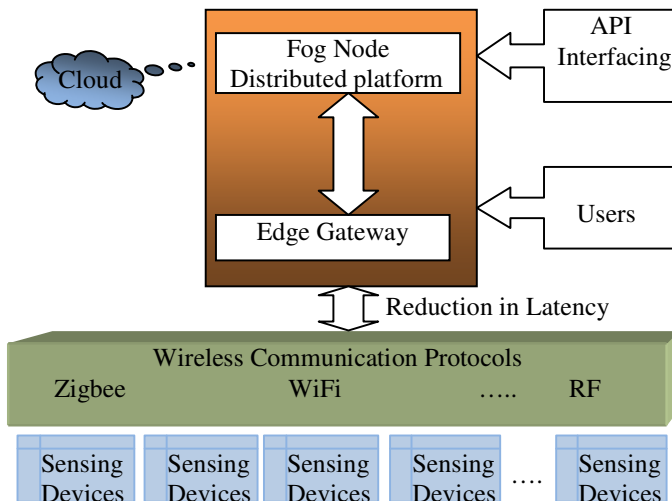 Cloud
Fog Node
Distributed platform
API
Interfacing
Edge Gateway
Users
Reduction in Latency
Wireless Communication Protocols
Zigbee WiFi ….. RF
Sensing Sensing Sensing Sensing …. Sensing
Devices Devices Devices Devices Devices